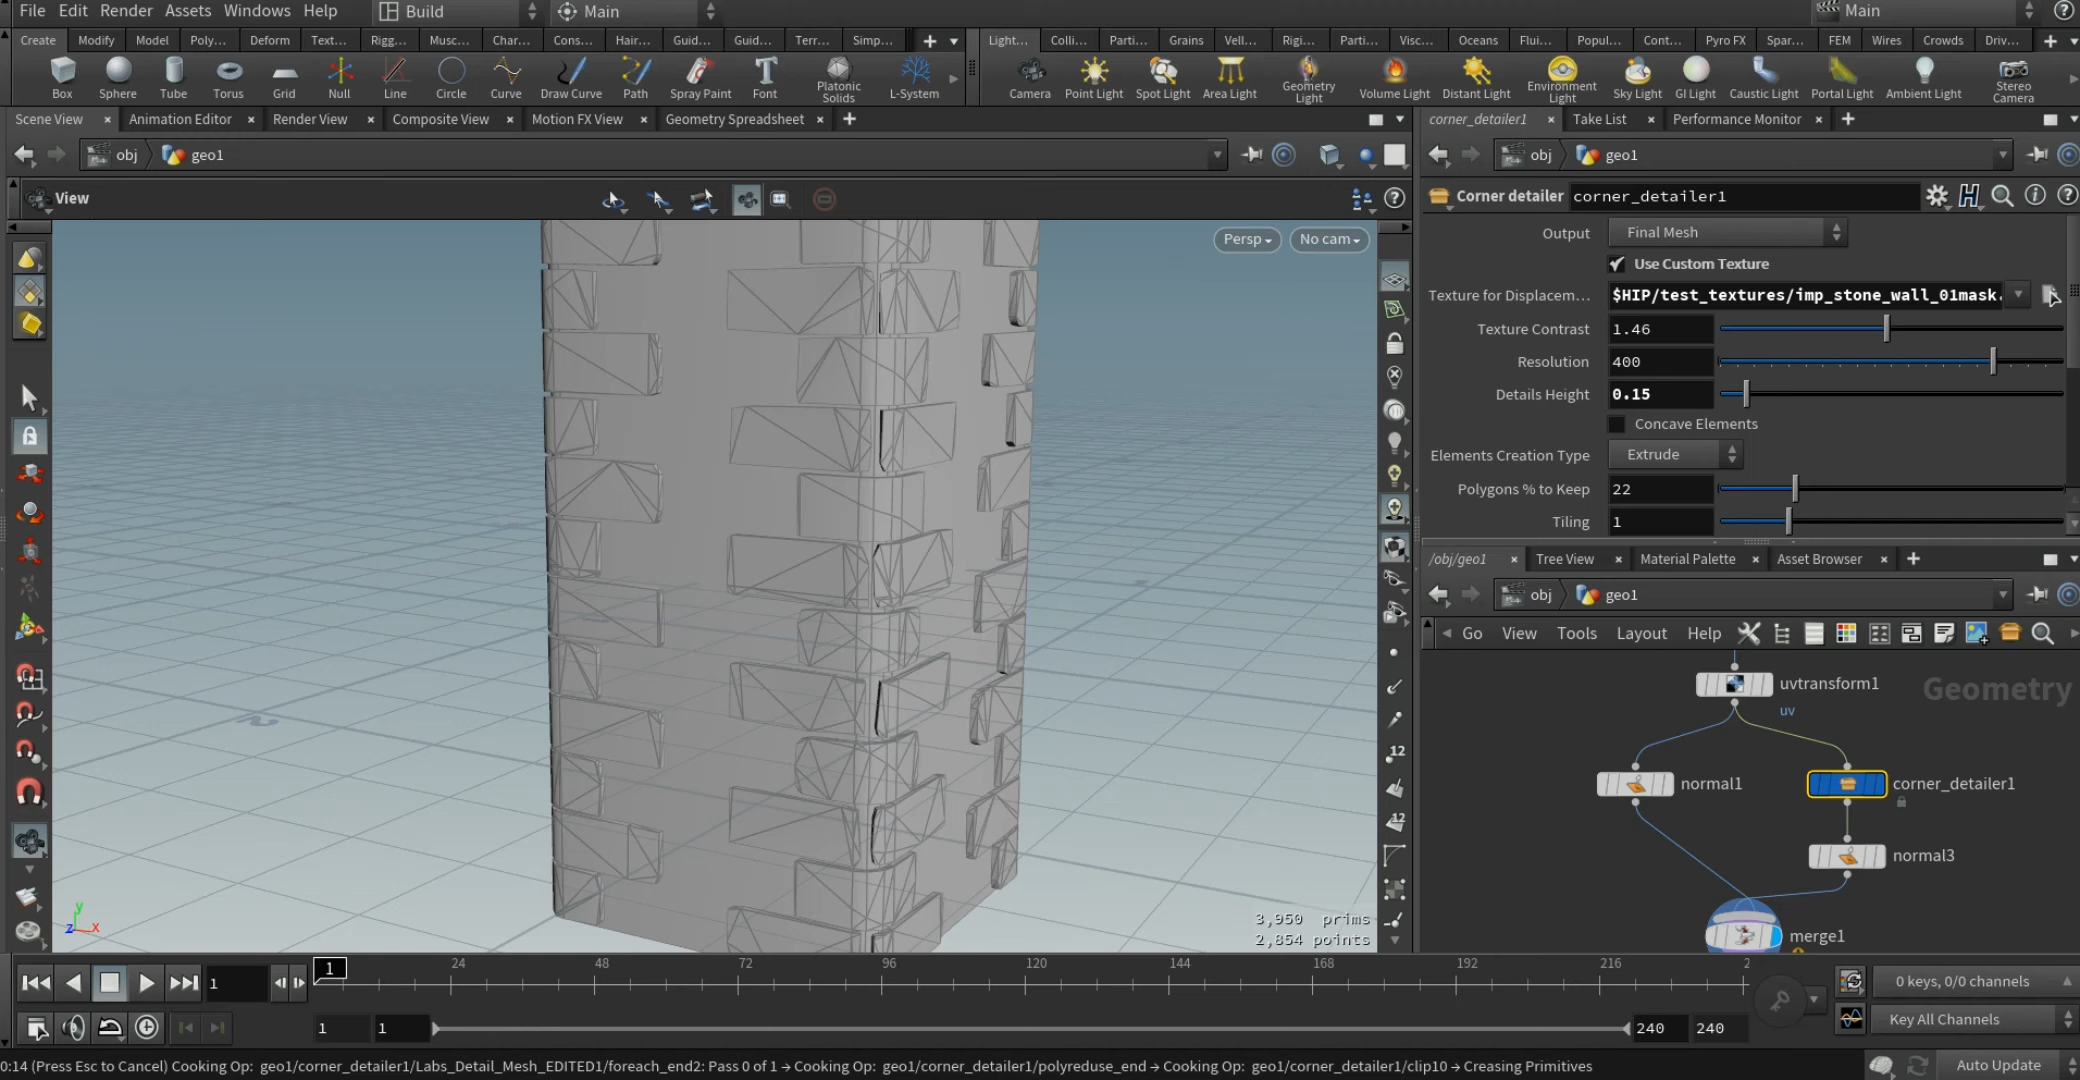 File Edit Render Assets Windows Help Build Main Main
Create Modify Model Poly... Deform Text... Rigg... Musc... Char... Cons... Hair... Guid... Guid... Terr... Simp...
Light... Colli... Parti... Grains Vell... Rigi... Parti... Visc... Oceans Flui... Popul... Cont... Pyro FX Spar... FEM Wires Crowds Driv...
Box Sphere Tube Torus Grid Null Line Circle Curve Draw Curve Path Spray Paint Font Platonic Solids L-System
Camera Point Light Spot Light Area Light Geometry Light Volume Light Distant Light Environment Light Sky Light GI Light Caustic Light Portal Light Ambient Light Stereo Camera
Scene View Animation Editor Render View Composite View Motion FX View Geometry Spreadsheet
corner_detailer1 Take List Performance Monitor
obj geo1
obj geo1
View
Corner detailer corner_detailer1
Persp No cam
Output Final Mesh
Use Custom Texture
Texture for Displacem... $HIP/test_textures/imp_stone_wall_01mask.
Texture Contrast 1.46
Resolution 400
Details Height 0.15
Concave Elements
Elements Creation Type Extrude
Polygons % to Keep 22
Tiling 1
/obj/geo1 Tree View Material Palette Asset Browser
obj geo1
Go View Tools Layout Help
Geometry
uvtransform1
uv
normal1
corner_detailer1
normal3
merge1
12
12
y
z x
3,950 prims
2,854 points
1 1 24 48 72 96 120 144 168 192 216 2
0 keys, 0/0 channels
1 1 240 240
Key All Channels
0:14 (Press Esc to Cancel) Cooking Op: geo1/corner_detailer1/Labs_Detail_Mesh_EDITED1/foreach_end2: Pass 0 of 1 → Cooking Op: geo1/corner_detailer1/polyreduse_end → Cooking Op: geo1/corner_detailer1/clip10 → Creasing Primitives
Auto Update